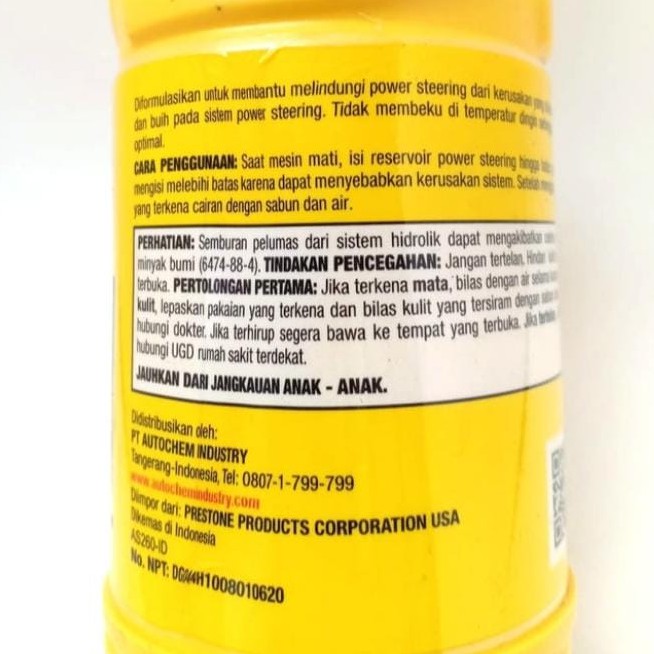 Diformulasikan untuk membantu melindungi power steering dari kerusakan
dan buih pada sistem power steering. Tidak membeku di temperatur dingin
optimal.
CARA PENGGUNAAN: Saat mesin mati, isi reservoir power steering hingga
mengisi melebihi batas karena dapat menyebabkan kerusakan sistem. Setelah
yang terkena cairan dengan sabun dan air.
PERHATIAN: Semburan pelumas dari sistem hidrolik dapat mengakibatkan
minyak bumi (6474-88-4). TINDAKAN PENCEGAHAN: Jangan tertelan.
terbuka. PERTOLONGAN PERTAMA: Jika terkena mata, bilas dengan air
kulit, lepaskan pakaian yang terkena dan bilas kulit yang tersiram dengan
hubungi dokter. Jika terhirup segera bawa ke tempat yang terbuka. Jika
hubungi UGD rumah sakit terdekat.
JAUHKAN DARI JANGKAUAN ANAK - ANAK.
Didistribusikan oleh:
PT AUTOCHEM INDUSTRY
Tangerang-Indonesia, Tel: 0807-1-799-799
www.autochemindustry.com
Diimpor dari: PRESTONE PRODUCTS CORPORATION USA
Dikemas di Indonesia
AS260-ID
No. NPT: